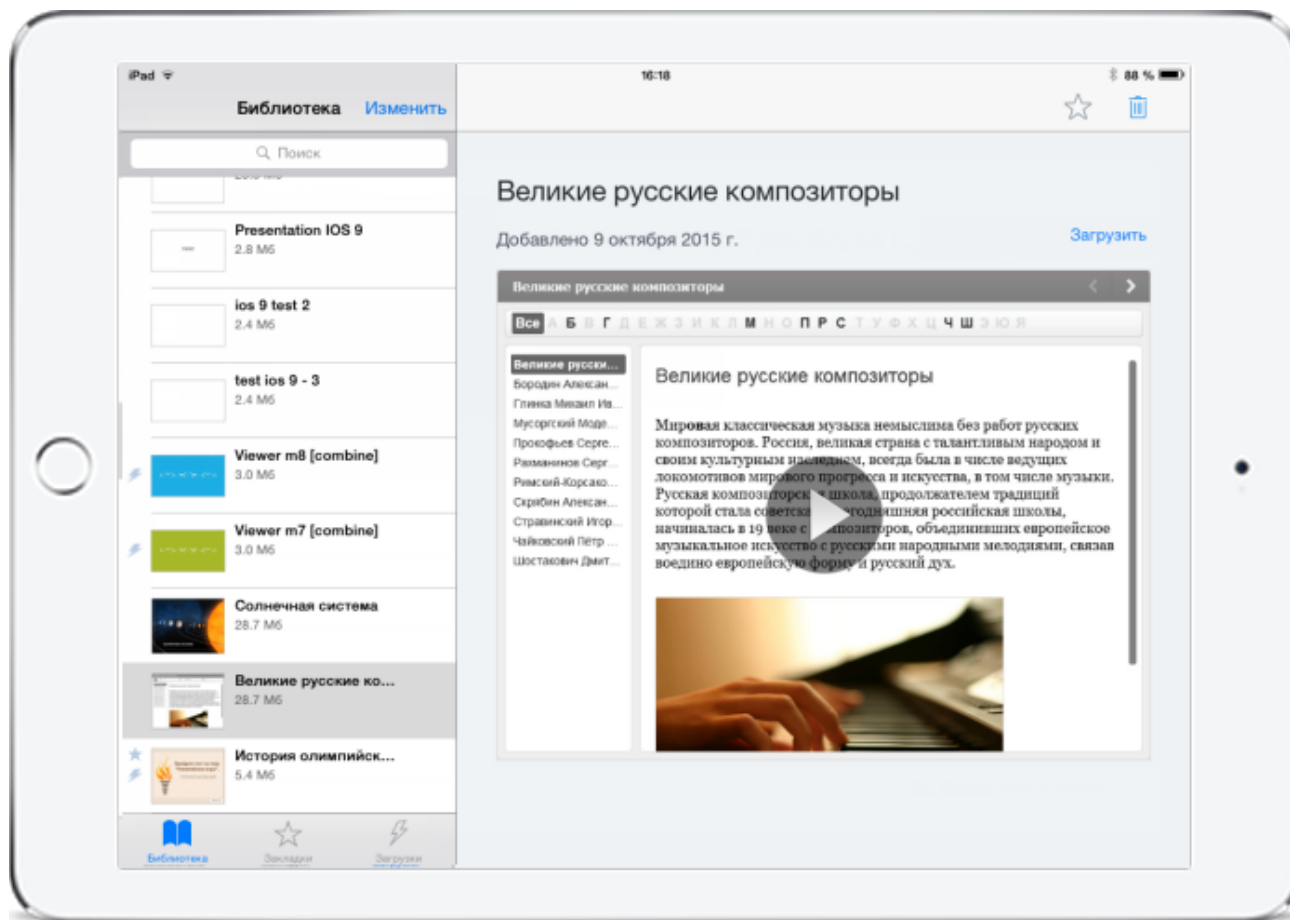 iPad 16:18 88 %
Библиотека Изменить
Поиск
Presentation IOS 9
2.8 Мб
ios 9 test 2
2.4 Мб
test ios 9 - 3
2.4 Мб
Viewer m8 [combine]
3.0 Мб
Viewer m7 [combine]
3.0 Мб
Солнечная система
28.7 Мб
Великие русские ко...
28.7 Мб
История олимпийск...
5.4 Мб
Библиотека Закладки Загрузки
Великие русские композиторы
Добавлено 9 октября 2015 г. Загрузить
Великие русские композиторы
Все А Б В Г Д Е Ж З И К Л М Н О П Р С Т У Ф Х Ц Ч Ш Э Ю Я
Великие русски...
Бородин Алексан...
Глинка Михаил Ив...
Мусоргский Моде...
Прокофьев Серге...
Рахманинов Серг...
Римский-Корсако...
Скрябин Алексан...
Стравинский Игор...
Чайковский Пётр ...
Шостакович Дмит...
Великие русские композиторы
Мировая классическая музыка немыслима без работ русских
композиторов. Россия, великая страна с талантливым народом и
своим культурным наследием, всегда была в числе ведущих
локомотивов мирового прогресса и искусства, в том числе музыки.
Русская композиторская школа, продолжателем традиций
которой стала советская сегодняшняя российская школы,
начиналась в 19 веке с композиторов, объединивших европейское
музыкальное искусство с русскими народными мелодиями, связав
воедино европейскую форму и русский дух.